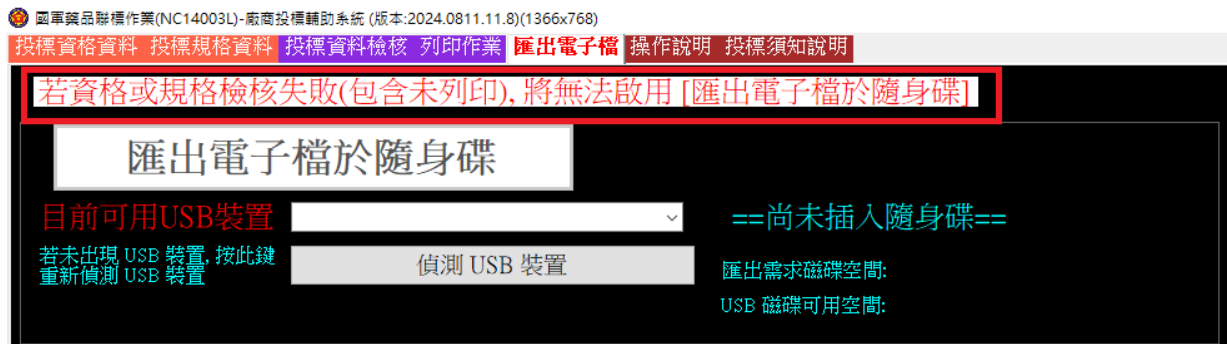 國軍藥品聯標作業(NC14003L)-廠商投標輔助系統 (版本:2024.0811.11.8)(1366x768)
投標資格資料 投標規格資料 投標資料檢核 列印作業 匯出電子檔 操作說明 投標須知說明
若資格或規格檢核失敗(包含未列印), 將無法啟用 [匯出電子檔於隨身碟]
匯出電子檔於隨身碟
目前可用USB裝置
==尚未插入隨身碟==
若未出現 USB 裝置, 按此鍵
重新偵測 USB 裝置
偵測 USB 裝置
匯出需求磁碟空間:
USB 磁碟可用空間: